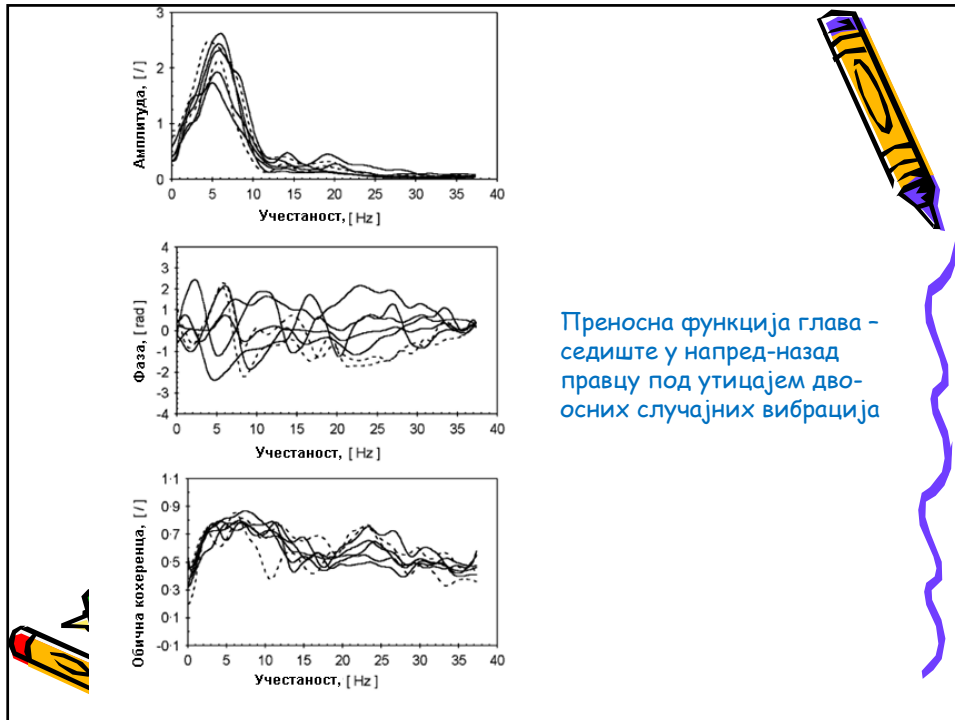 3
2
1
0
Амплитуда, [ / ]
0 5 10 15 20 25 30 35 40
Учестаност, [ Hz ]
4
3
2
1
0
-1
-2
-3
-4
Фаза, [rad]
0 5 10 15 20 25 30 35 40
Учестаност, [ Hz ]
Преносна функција глава –
седиште у напред-назад
правцу под утицајем дво-
осних случајних вибрација
1·1
0·9
0·7
0·5
0·3
0·1
-0·1
Обична кохеренца, [ / ]
0 5 10 15 20 25 30 35 40
Учестаност, [ Hz ]